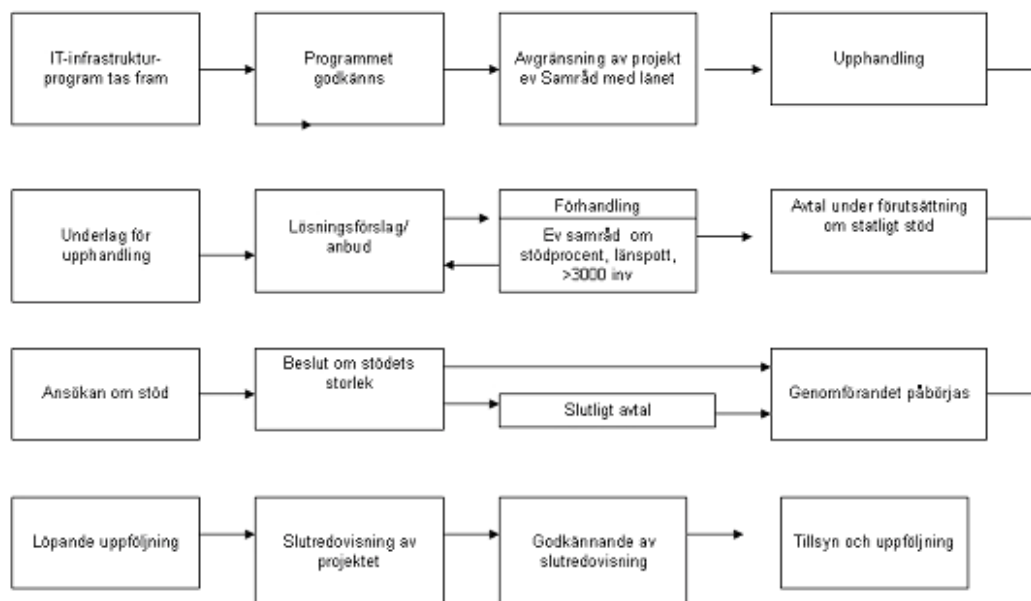 IT-infrastruktur-
program tas fram
Programmet
godkänns
Avgränsning av projekt
ev Samråd med länet
Upphandling
Underlag för
upphandling
Lösningsförslag/
anbud
Förhandling
Ev samråd om
stödprocent, länspott,
>3000 inv
Avtal under förutsättning
om statligt stöd
Ansökan om stöd
Beslut om stödets
storlek
Slutligt avtal
Genomförandet påbörjas
Löpande uppföljning
Slutredovisning av
projektet
Godkännande av
slutredovisning
Tillsyn och uppföljning